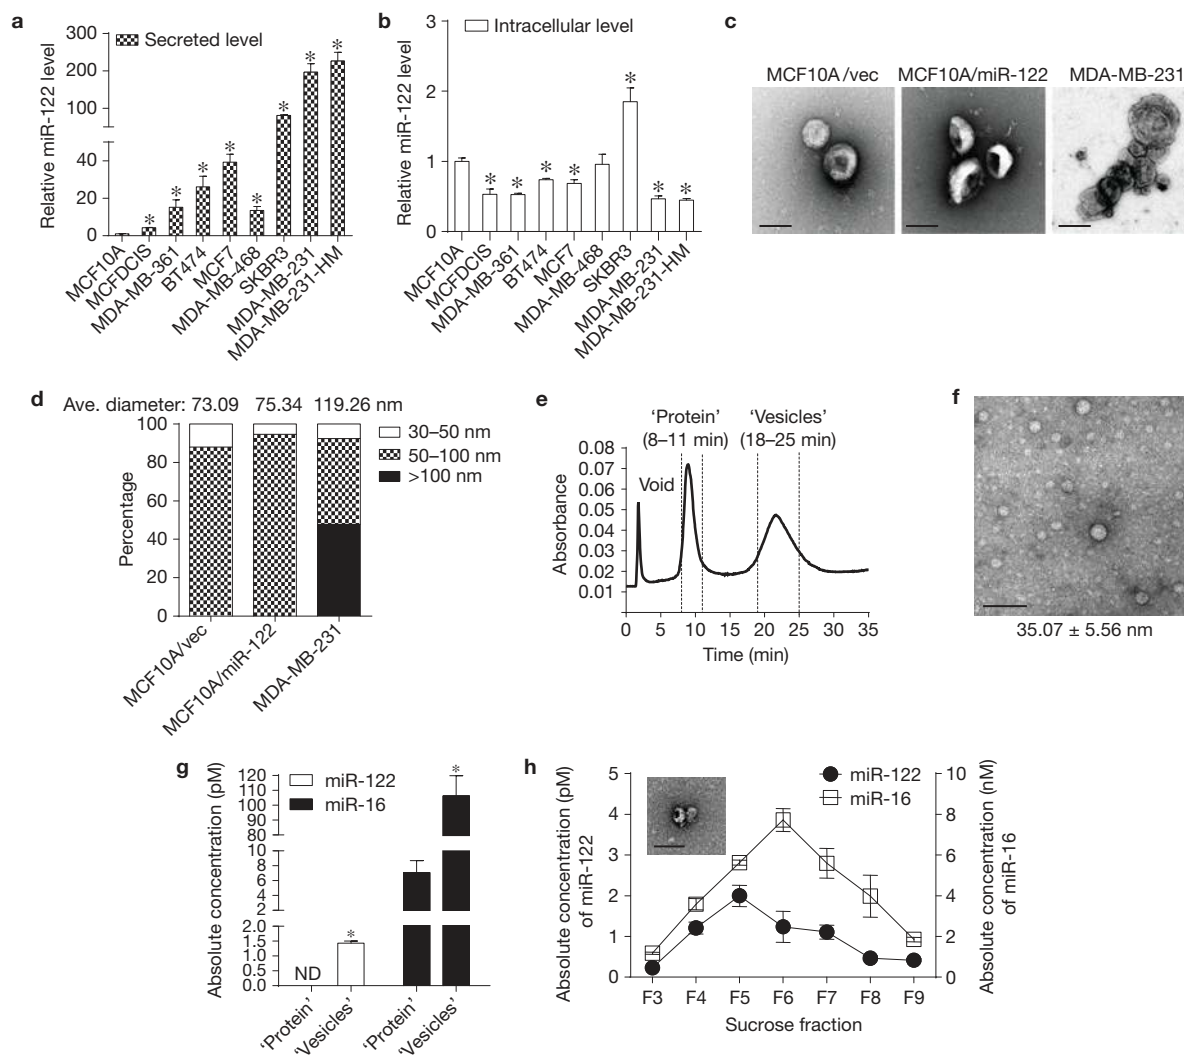 a
Secreted level
Relative miR-122 level
300
200
100
40
20
0
MCF10A
MCFDCIS
MDA-MB-361
BT474
MCF7
MDA-MB-468
SKBR3
MDA-MB-231
MDA-MB-231-HM
* * * * * * * *
b
Intracellular level
Relative miR-122 level
3
2
1
0
MCF10A
MCFDCIS
MDA-MB-361
BT474
MCF7
MDA-MB-468
SKBR3
MDA-MB-231
MDA-MB-231-HM
* * * * * * *
c
MCF10A/vec
MCF10A/miR-122
MDA-MB-231
d
Ave. diameter: 73.09 75.34 119.26 nm
Percentage
100
80
60
40
20
0
30–50 nm
50–100 nm
>100 nm
MCF10A/vec
MCF10A/miR-122
MDA-MB-231
e
'Protein'
(8–11 min)
'Vesicles'
(18–25 min)
Void
Absorbance
0.08
0.07
0.06
0.05
0.04
0.03
0.02
0.01
0 5 10 15 20 25 30 35
Time (min)
f
35.07 ± 5.56 nm
g
miR-122
miR-16
Absolute concentration (pM)
120
110
100
90
80
10
8
6
4
2
2.0
1.5
1.0
0.5
0.0
ND
*
*
'Protein'
'Vesicles'
'Protein'
'Vesicles'
h
miR-122
miR-16
Absolute concentration (pM)
of miR-122
5
4
3
2
1
0
10
8
6
4
2
0
Absolute concentration (nM)
of miR-16
F3 F4 F5 F6 F7 F8 F9
Sucrose fraction